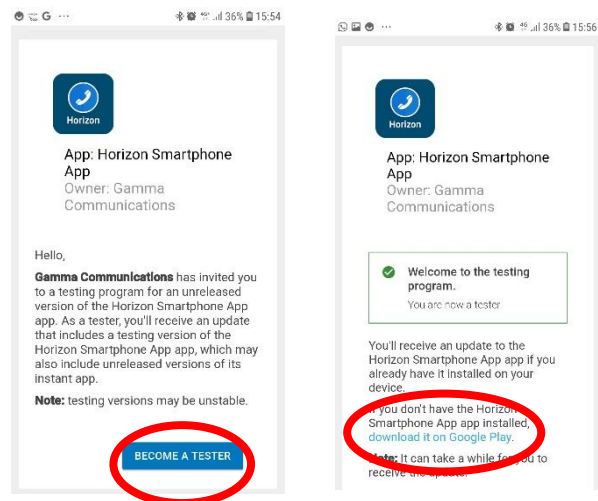 G ... 36% 15:54
Horizon
App: Horizon Smartphone
App
Owner: Gamma
Communications
Hello,
Gamma Communications has invited you
to a testing program for an unreleased
version of the Horizon Smartphone App
app. As a tester, you'll receive an update
that includes a testing version of the
Horizon Smartphone App app, which may
also include unreleased versions of its
instant app.
Note: testing versions may be unstable.
BECOME A TESTER
... 36% 15:56
Horizon
App: Horizon Smartphone
App
Owner: Gamma
Communications
Welcome to the testing
program.
You are now a tester
You'll receive an update to the
Horizon Smartphone App app if you
already have it installed on your
device.
If you don't have the Horizon
Smartphone App app installed,
download it on Google Play.
Note: It can take a while for you to
receive the update.